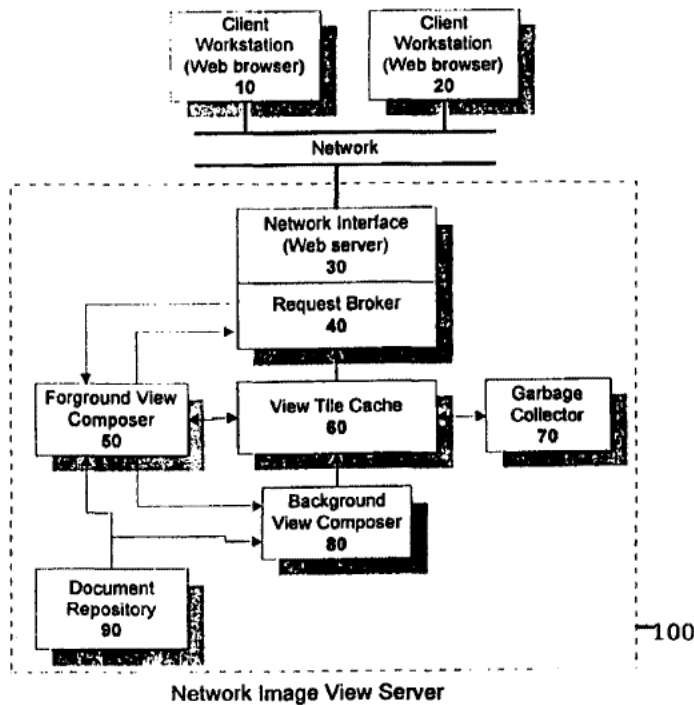 Client
Workstation
(Web browser)
10
Client
Workstation
(Web browser)
20
Network
Network Interface
(Web server)
30
Request Broker
40
Forground View
Composer
50
View Tile Cache
60
Garbage
Collector
70
Background
View Composer
80
Document
Repository
90
100
Network Image View Server